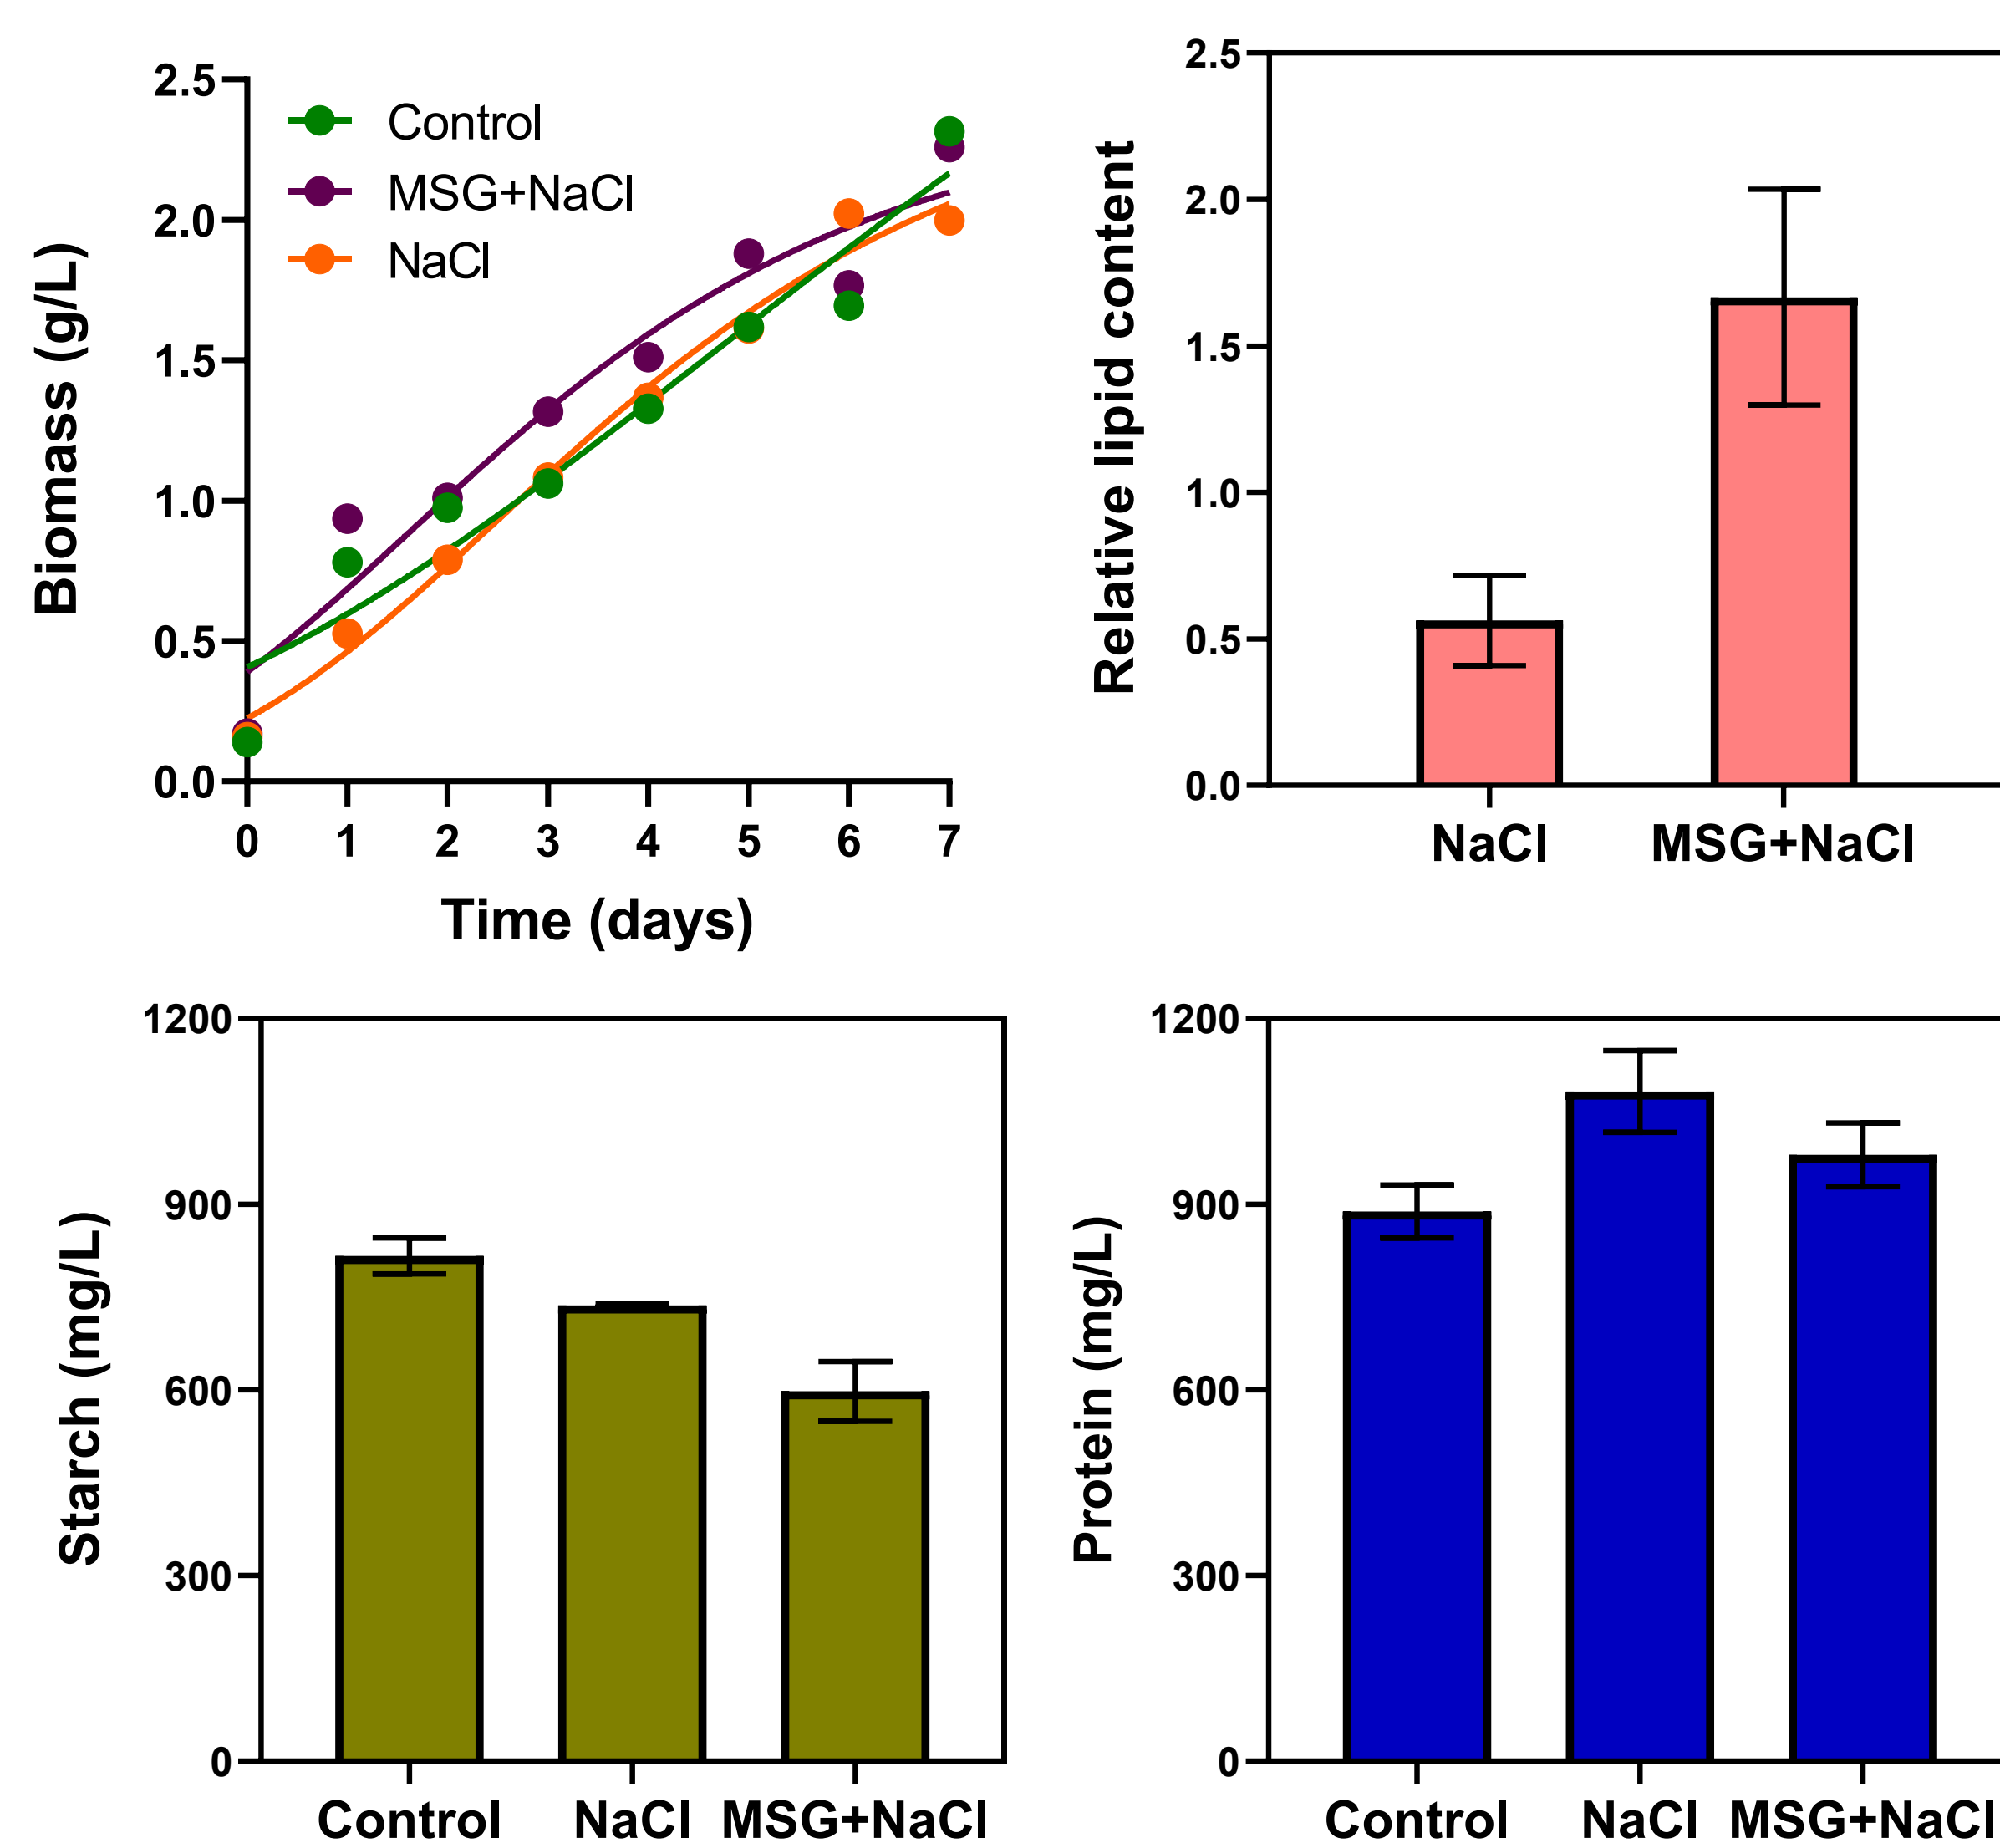 2.5
2.0
1.5
1.0
0.5
0.0
Biomass (g/L)
Control
MSG+NaCl
NaCl
0 1 2 3 4 5 6 7
Time (days)
2.5
2.0
1.5
1.0
0.5
0.0
Relative lipid content
NaCl MSG+NaCl
1200
900
600
300
0
Starch (mg/L)
Control NaCl MSG+NaCl
1200
900
600
300
0
Protein (mg/L)
Control NaCl MSG+NaCl